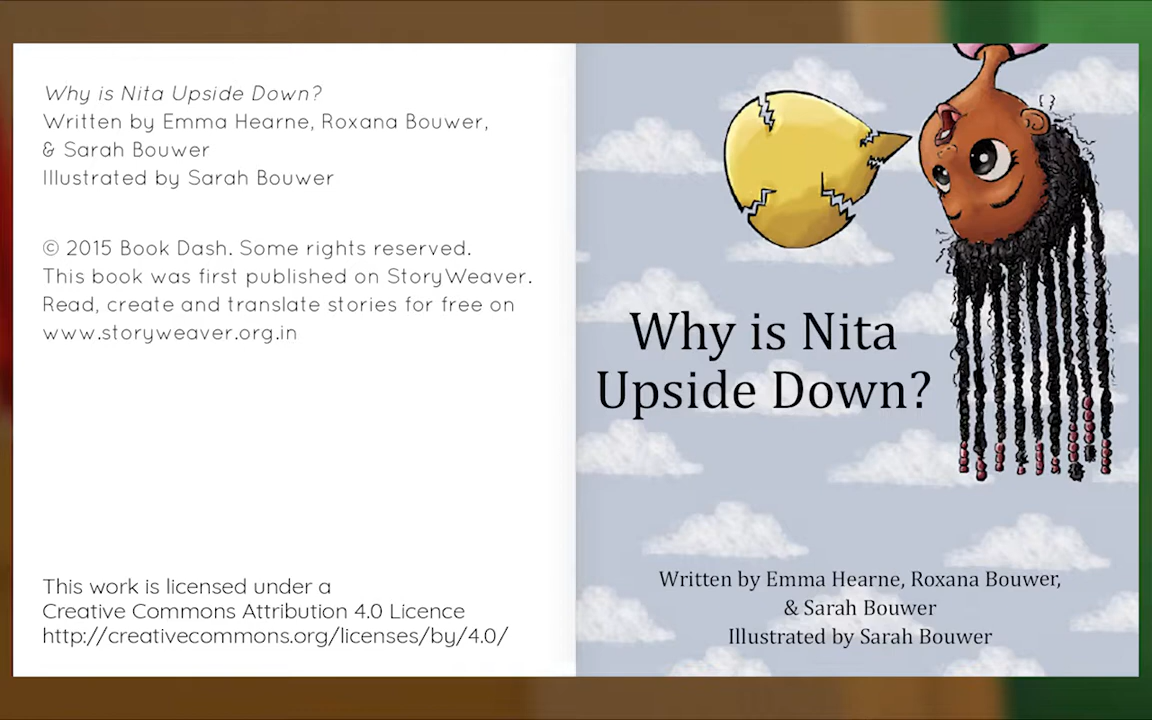 Why is Nita Upside Down?
Written by Emma Hearne, Roxana Bouwer,
& Sarah Bouwer
Illustrated by Sarah Bouwer
© 2015 Book Dash. Some rights reserved.
This book was first published on StoryWeaver.
Read, create and translate stories for free on
www.storyweaver.org.in
This work is licensed under a
Creative Commons Attribution 4.0 Licence
http://creativecommons.org/licenses/by/4.0/
Why is Nita
Upside Down?
Written by Emma Hearne, Roxana Bouwer,
& Sarah Bouwer
Illustrated by Sarah Bouwer